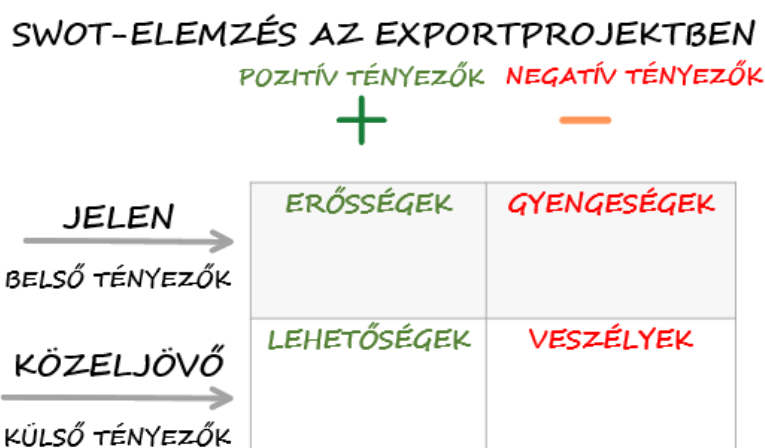 SWOT-ELEMZÉS AZ EXPORTPROJEKTBEN
POZITÍV TÉNYEZŐK NEGATÍV TÉNYEZŐK
+ −
ERŐSSÉGEK GYENGESÉGEK
JELEN
BELSŐ TÉNYEZŐK
LEHETŐSÉGEK VESZÉLYEK
KÖZELJÖVŐ
KÜLSŐ TÉNYEZŐK